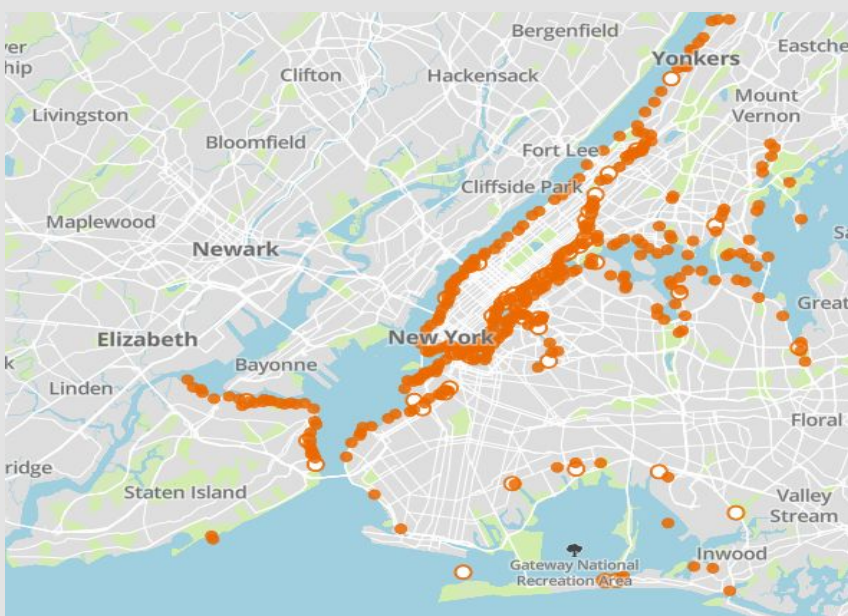 Bergenfield
ver
hip
Yonkers
Eastche
Clifton
Hackensack
Mount
Vernon
Livingston
Bloomfield
Fort Lee
Cliffside Park
Maplewood
Newark
Sa
Great
Elizabeth
New York
k
Bayonne
Linden
Floral
ridge
Staten Island
Valley
Stream
Inwood
Gateway National
Recreation Area